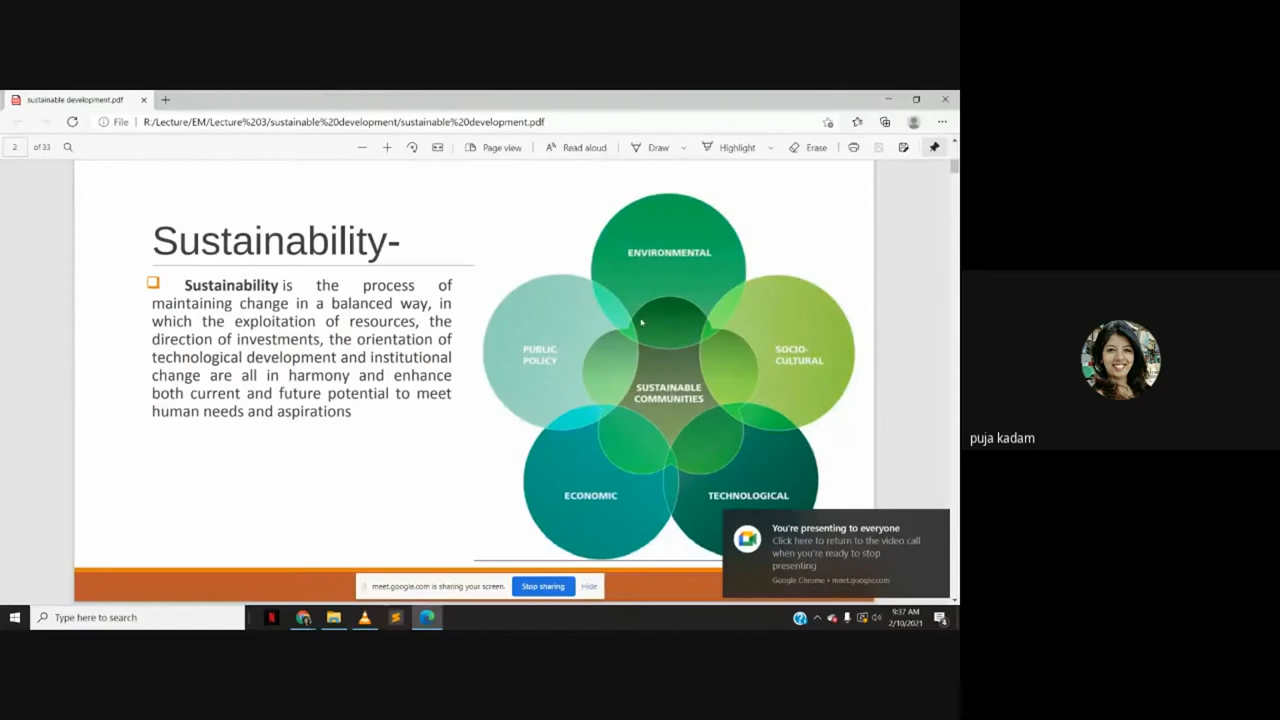 sustainable development.pdf
File
R:/Lecture/EM/Lecture%203/sustainable%20development/sustainable%20development.pdf
2 of 33
Page view
Read aloud
Draw
Highlight
Erase
Sustainability-
Sustainability is the process of
maintaining change in a balanced way, in
which the exploitation of resources, the
direction of investments, the orientation of
technological development and institutional
change are all in harmony and enhance
both current and future potential to meet
human needs and aspirations
ENVIRONMENTAL
PUBLIC
POLICY
SOCIO-
CULTURAL
SUSTAINABLE
COMMUNITIES
ECONOMIC
TECHNOLOGICAL
You're presenting to everyone
Click here to return to the video call
when you're ready to stop
presenting
Google Chrome • meet.google.com
meet.google.com is sharing your screen.
Stop sharing
Hide
Type here to search
9:37 AM
2/10/2021
4
puja kadam